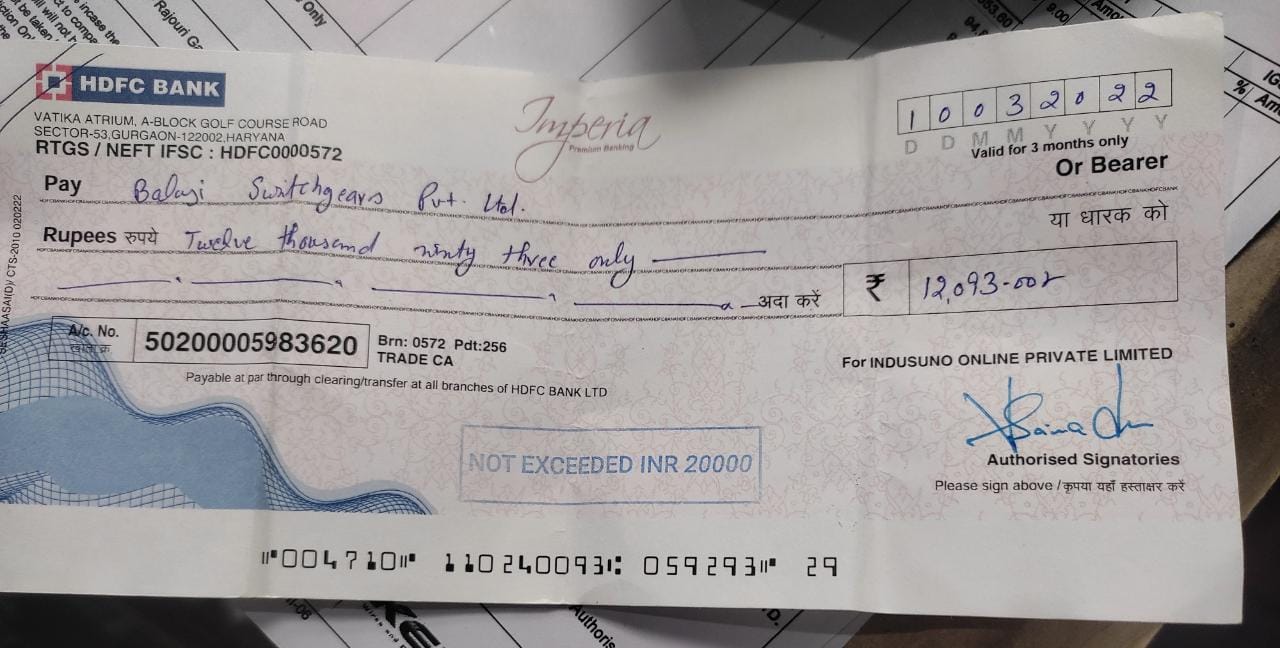 HDFC BANK
VATIKA ATRIUM, A-BLOCK GOLF COURSE ROAD
SECTOR-53,GURGAON-122002,HARYANA
RTGS / NEFT IFSC : HDFC0000572
Imperia
Premium Banking
1 0 0 3 2 0 2 2
D D M M Y Y Y Y
Valid for 3 months only
Or Bearer
Pay Balaji Switchgears Pvt. Ltd.
या धारक को
Rupees रुपये Twelve thousand ninty three only
अदा करें
₹ 12,093-00
A/c. No.
खाता क्र.
50200005983620
Brn: 0572 Pdt:256
TRADE CA
Payable at par through clearing/transfer at all branches of HDFC BANK LTD
For INDUSUNO ONLINE PRIVATE LIMITED
NOT EXCEEDED INR 20000
Authorised Signatories
Please sign above / कृपया यहाँ हस्ताक्षर करें
⑈004710⑈ 110240093⑆ 059293⑈ 29
CTS-2010 020222
Rajouri Ga
Only
9.00